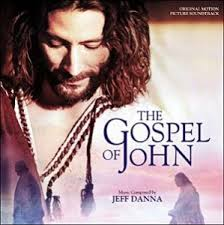 ORIGINAL MOTION
PICTURE SOUNDTRACK
THE
GOSPEL
OF JOHN
Music Composed by
JEFF DANNA